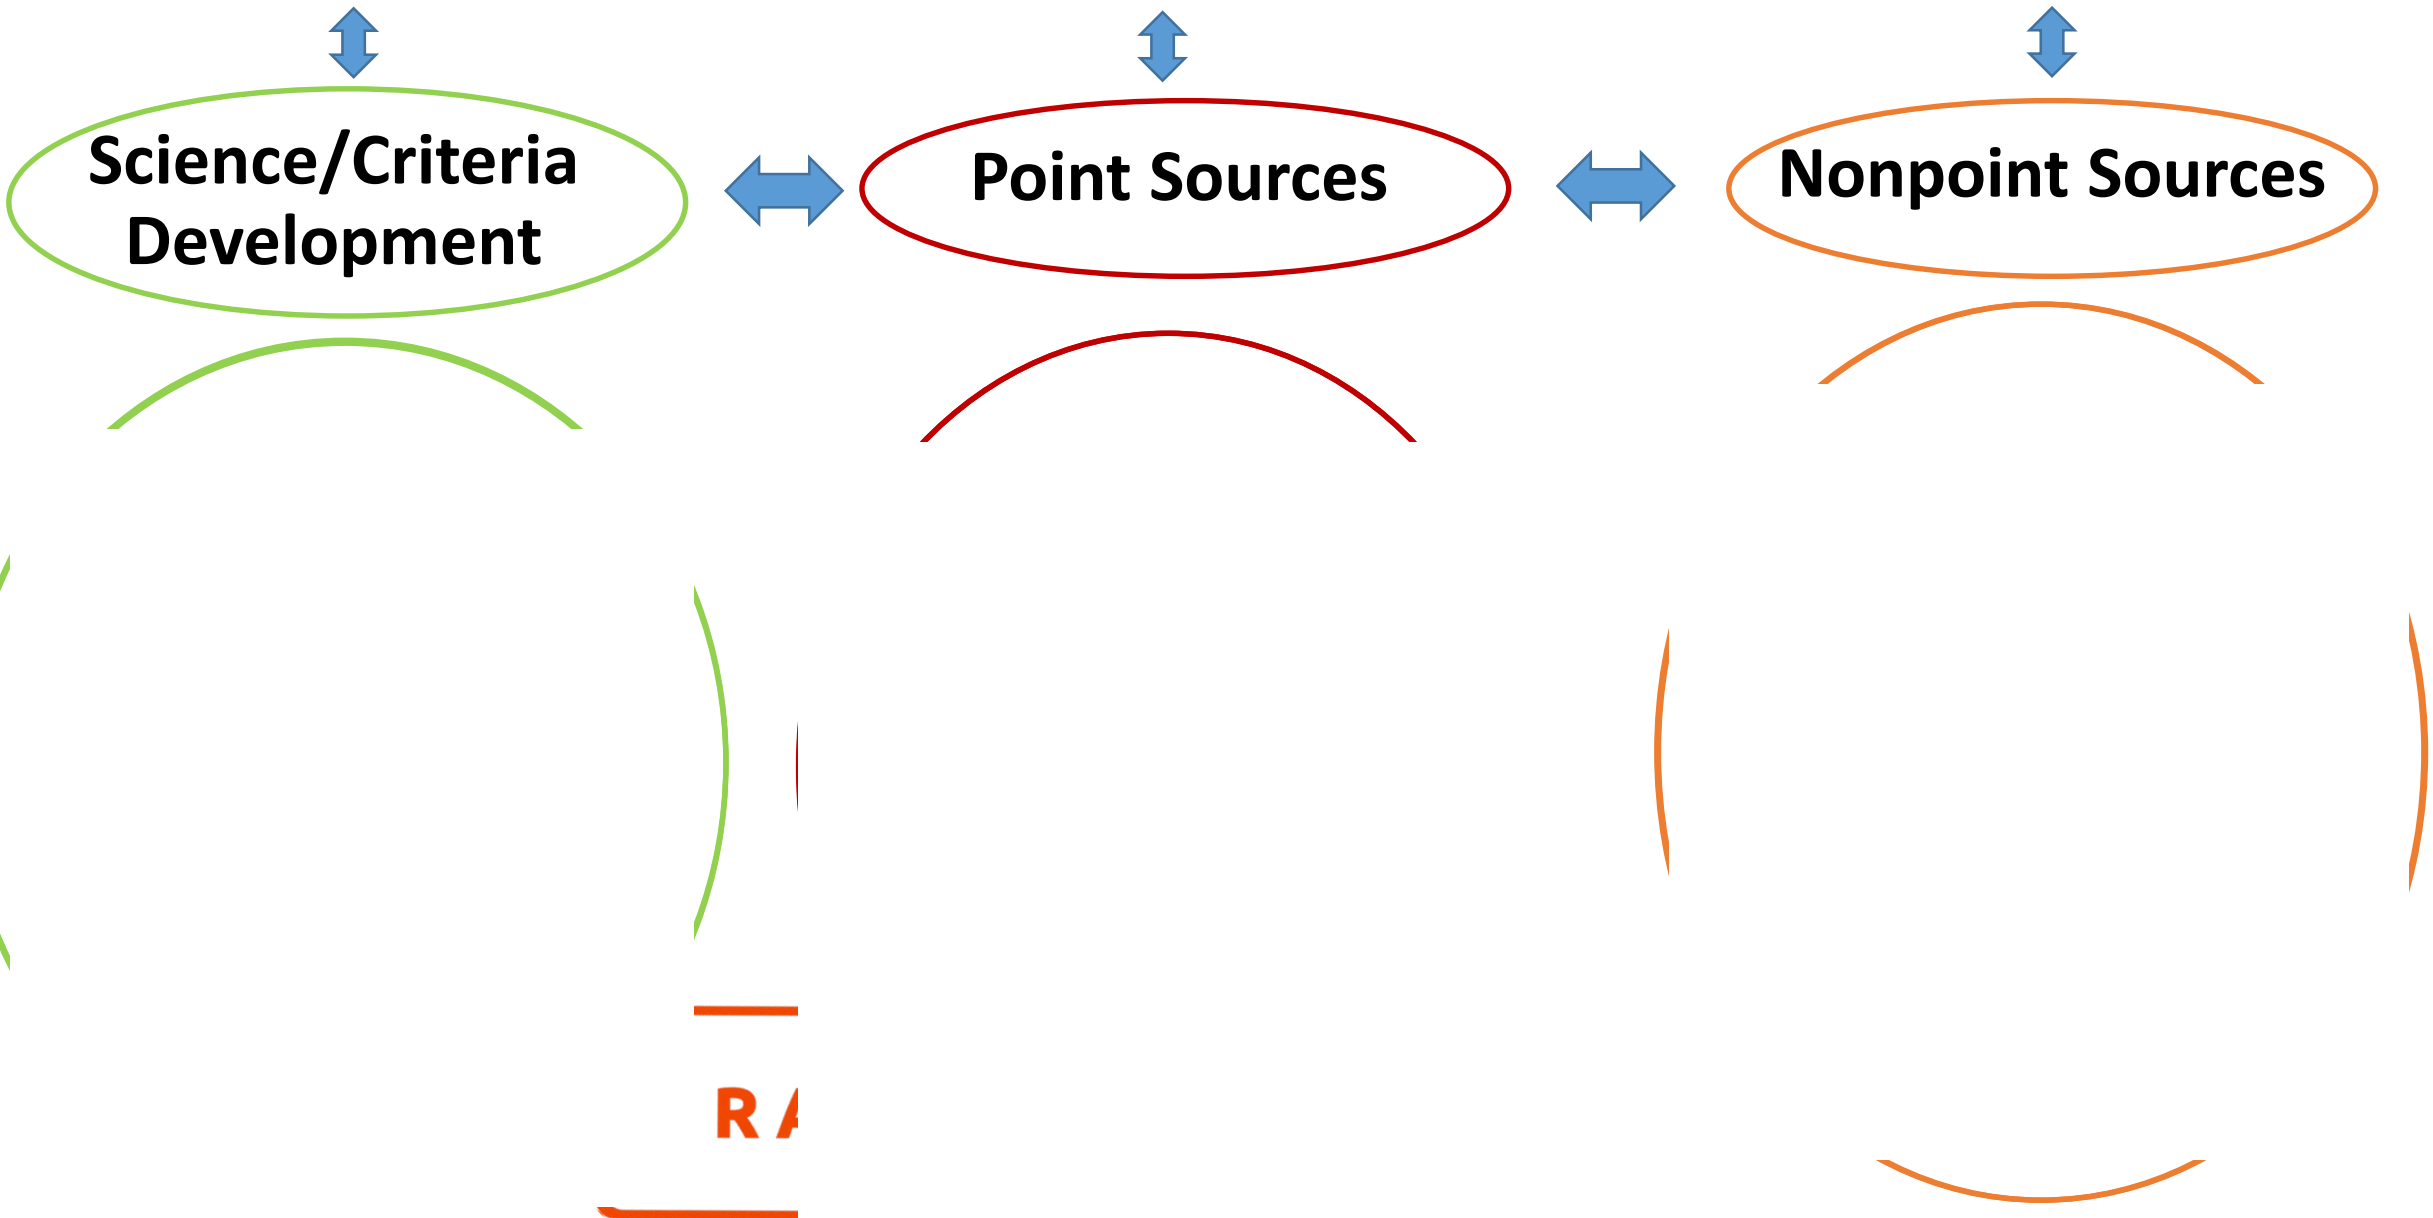 Science/Criteria
Development
Point Sources
Nonpoint Sources
R